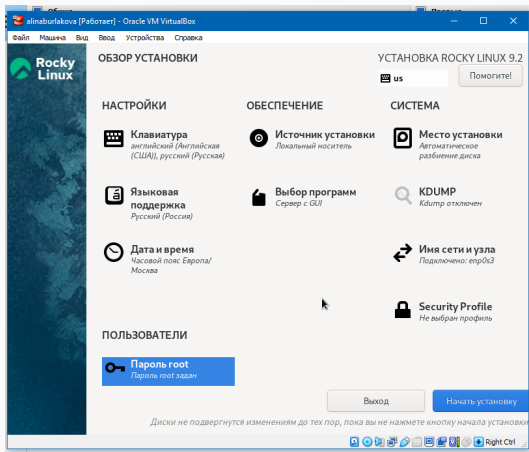 alinaburlakova [Работает] - Oracle VM VirtualBox
Файл Машина Вид Ввод Устройства Справка
Rocky
Linux
ОБЗОР УСТАНОВКИ
УСТАНОВКА ROCKY LINUX 9.2
us
Помогите!
НАСТРОЙКИ
Клавиатура
английский (Английская
(США)), русский (Русская)
Языковая
поддержка
Русский (Россия)
Дата и время
Часовой пояс Европа/
Москва
ОБЕСПЕЧЕНИЕ
Источник установки
Локальный носитель
Выбор программ
Сервер с GUI
СИСТЕМА
Место установки
Автоматическое
разбиение диска
KDUMP
Kdump отключен
Имя сети и узла
Подключено: enp0s3
Security Profile
Не выбран профиль
ПОЛЬЗОВАТЕЛИ
Пароль root
Пароль root задан
Выход
Начать установку
Диски не подвергнутся изменениям до тех пор, пока вы не нажмете кнопку начала установки
Right Ctrl